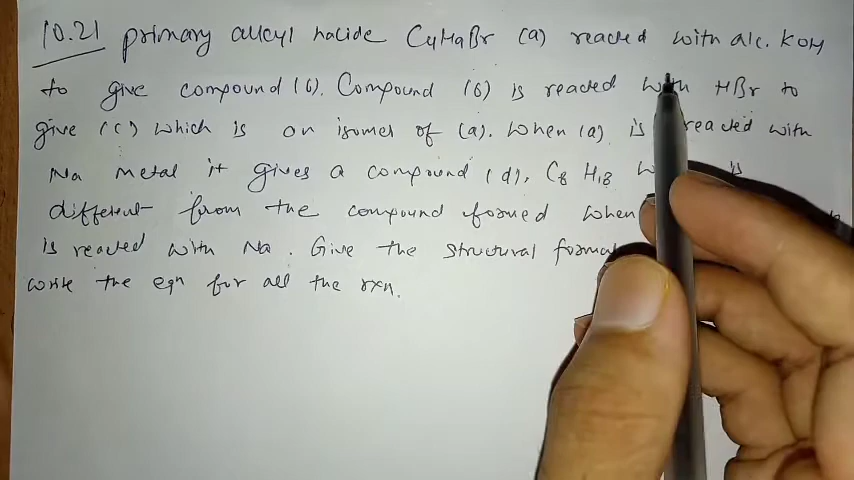 10.21 primary alkyl halide C4H9Br (a) reacted with alc. KOH
to give compound (b). Compound (b) is reacted with HBr to
give (c) which is an isomer of (a). when (a) is reacted with
Na metal it gives a compound (d), C8 H18 is
different from the compound formed when
is reacted with Na. Give the structural
write the eqn for all the rxn.